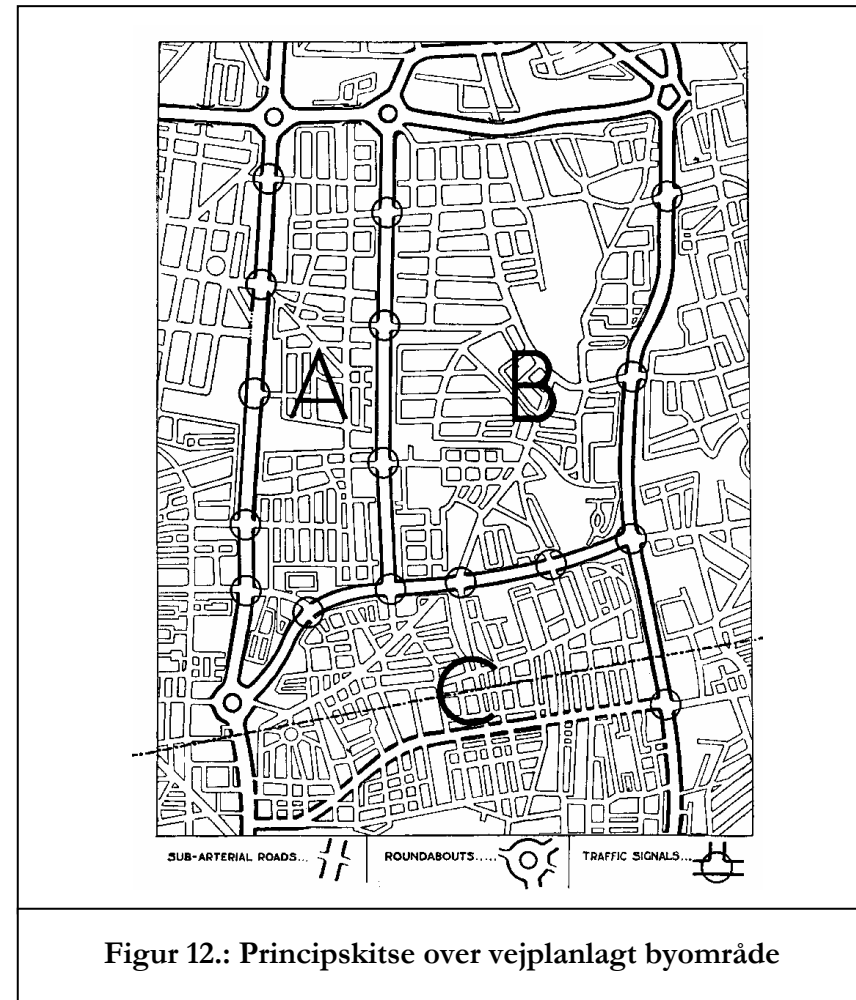 A
B
C
SUB-ARTERIAL ROADS...
ROUNDABOUTS.....
TRAFFIC SIGNALS...
Figur 12.: Principskitse over vejplanlagt byområde